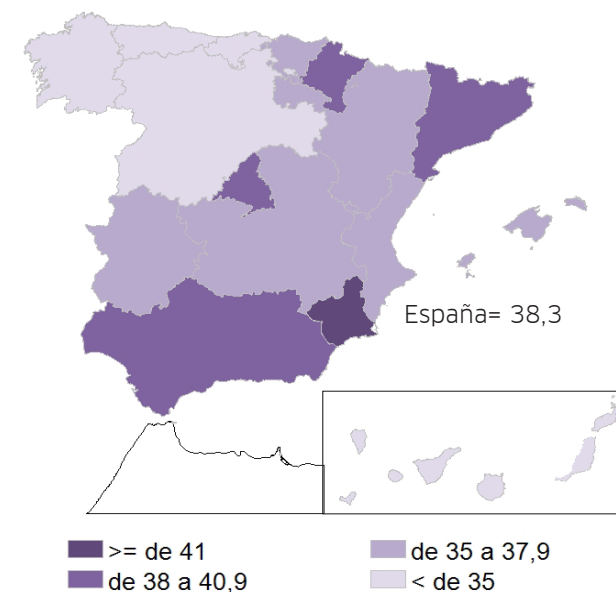 España= 38,3
>= de 41
de 35 a 37,9
de 38 a 40,9
< de 35